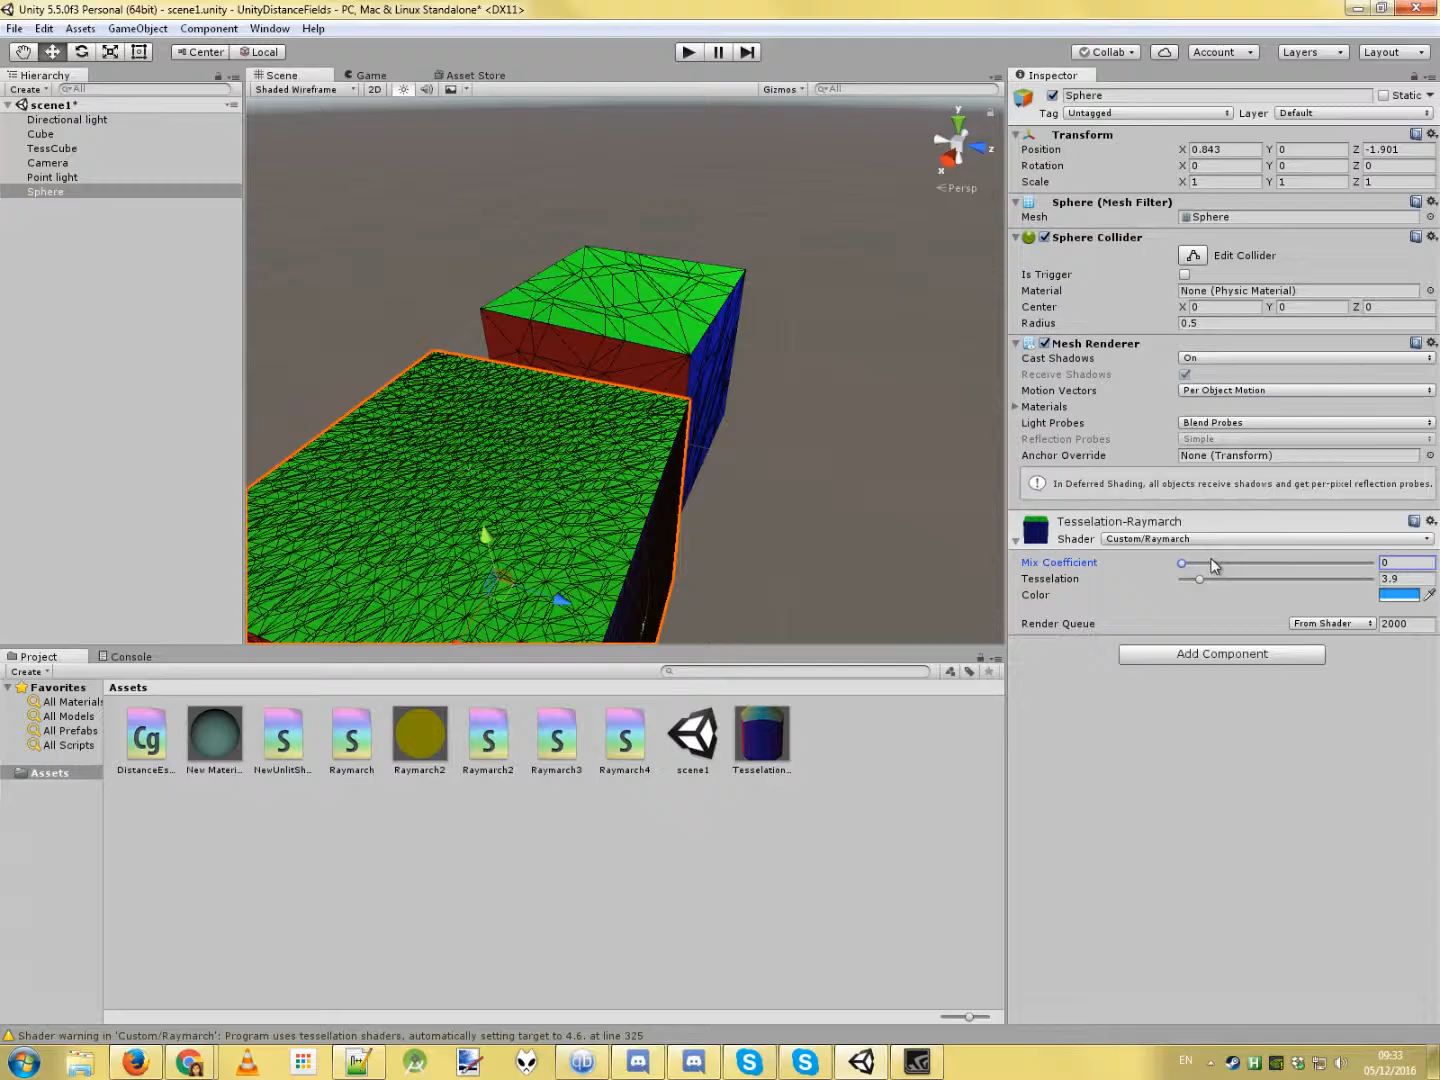 Unity 5.5.0f3 Personal (64bit) - scene1.unity - UnityDistanceFields - PC, Mac & Linux Standalone* <DX11>
File Edit Assets GameObject Component Window Help
Center Local Collab Account Layers Layout
Hierarchy
Create All
scene1*
Directional light
Cube
TessCube
Camera
Point light
Sphere
Scene Game Asset Store
Shaded Wireframe 2D Gizmos All
y
z
x
Persp
Inspector
Sphere Static
Tag Untagged Layer Default
Transform
Position X 0.843 Y 0 Z -1.901
Rotation X 0 Y 0 Z 0
Scale X 1 Y 1 Z 1
Sphere (Mesh Filter)
Mesh Sphere
Sphere Collider
Edit Collider
Is Trigger
Material None (Physic Material)
Center X 0 Y 0 Z 0
Radius 0.5
Mesh Renderer
Cast Shadows On
Receive Shadows
Motion Vectors Per Object Motion
Materials
Light Probes Blend Probes
Reflection Probes Simple
Anchor Override None (Transform)
In Deferred Shading, all objects receive shadows and get per-pixel reflection probes.
Tesselation-Raymarch
Shader Custom/Raymarch
Mix Coefficient 0
Tesselation 3.9
Color
Render Queue From Shader 2000
Add Component
Project Console
Create
Favorites
All Materials
All Models
All Prefabs
All Scripts
Assets
Assets
Cg S S S S S
DistanceEs... New Materi... NewUnlitSh... Raymarch Raymarch2 Raymarch2 Raymarch3 Raymarch4 scene1 Tesselation...
Shader warning in 'Custom/Raymarch': Program uses tessellation shaders, automatically setting target to 4.6. at line 325
qb
S S
EN
H
09:33
05/12/2016